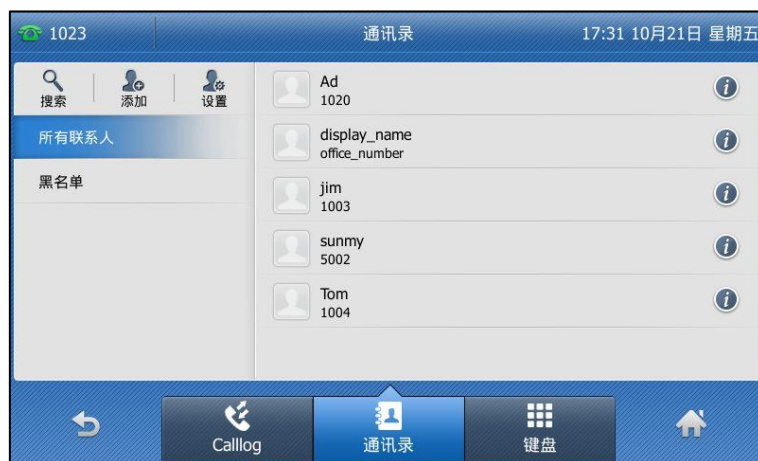 1023
通讯录
17:31 10月21日 星期五
搜索
添加
设置
所有联系人
黑名单
Ad
1020
display_name
office_number
jim
1003
sunmy
5002
Tom
1004
Calllog
通讯录
键盘